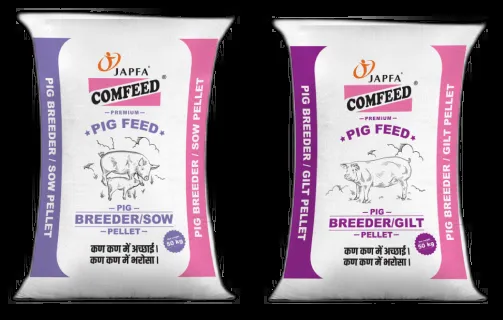 JAPFA
COMFEED®
PREMIUM
PIG FEED
PIG
BREEDER/SOW
PELLET
50 kg
कण कण में अच्छाई।
कण कण में भरोसा।
PIG BREEDER / SOW PELLET
PIG BREEDER / SOW PELLET
JAPFA
COMFEED®
PREMIUM
PIG FEED
PIG
BREEDER/GILT
PELLET
50 kg
कण कण में अच्छाई।
कण कण में भरोसा।
PIG BREEDER / GILT PELLET
PIG BREEDER / GILT PELLET